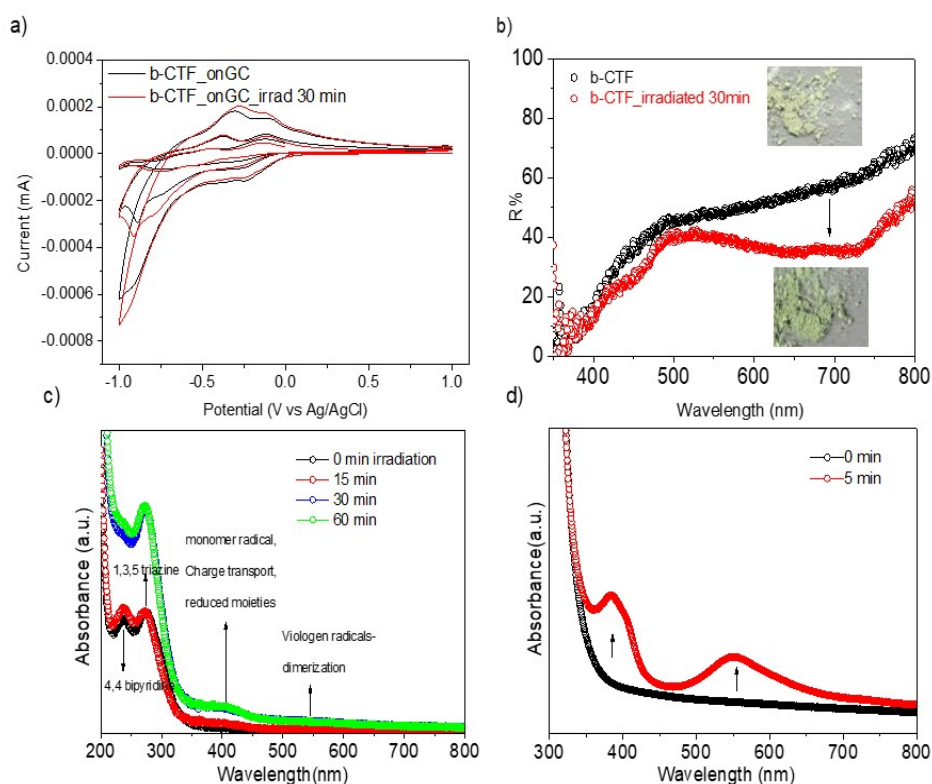 a)
0.0004
0.0002
0.0000
-0.0002
-0.0004
-0.0006
-0.0008
Current (mA)
b-CTF_onGC
b-CTF_onGC_irrad 30 min
-1.0 -0.5 0.0 0.5 1.0
Potential (V vs Ag/AgCl)
b)
100
80
60
40
20
0
R %
b-CTF
b-CTF_irradiated 30min
400 500 600 700 800
Wavelength (nm)
c)
Absorbance (a.u.)
0 min irradiation
15 min
30 min
60 min
monomer radical,
Charge transport,
reduced moieties
1,3,5 triazine
Viologen radicals-
dimerization
4,4 bipyridine
200 300 400 500 600 700 800
Wavelength(nm)
d)
Absorbance(a.u.)
0 min
5 min
300 400 500 600 700 800
Wavelength(nm)